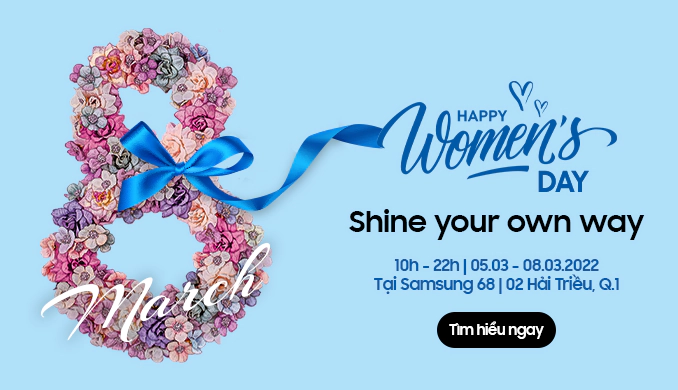 8
March
HAPPY
Women's
DAY
Shine your own way
10h - 22h | 05.03 - 08.03.2022
Tại Samsung 68 | 02 Hải Triều, Q.1
Tìm hiểu ngay